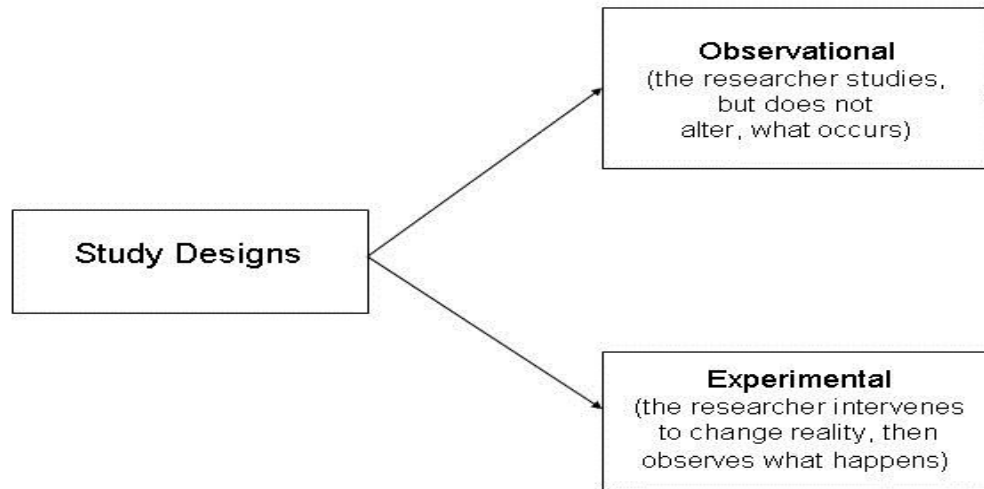 Observational
(the researcher studies,
but does not
alter, what occurs)
Study Designs
Experimental
(the researcher intervenes
to change reality, then
observes what happens)